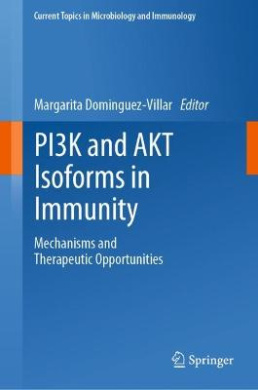 Current Topics in Microbiology and Immunology
Margarita Dominguez-Villar Editor
PI3K and AKT
Isoforms in
Immunity
Mechanisms and
Therapeutic Opportunities
Springer